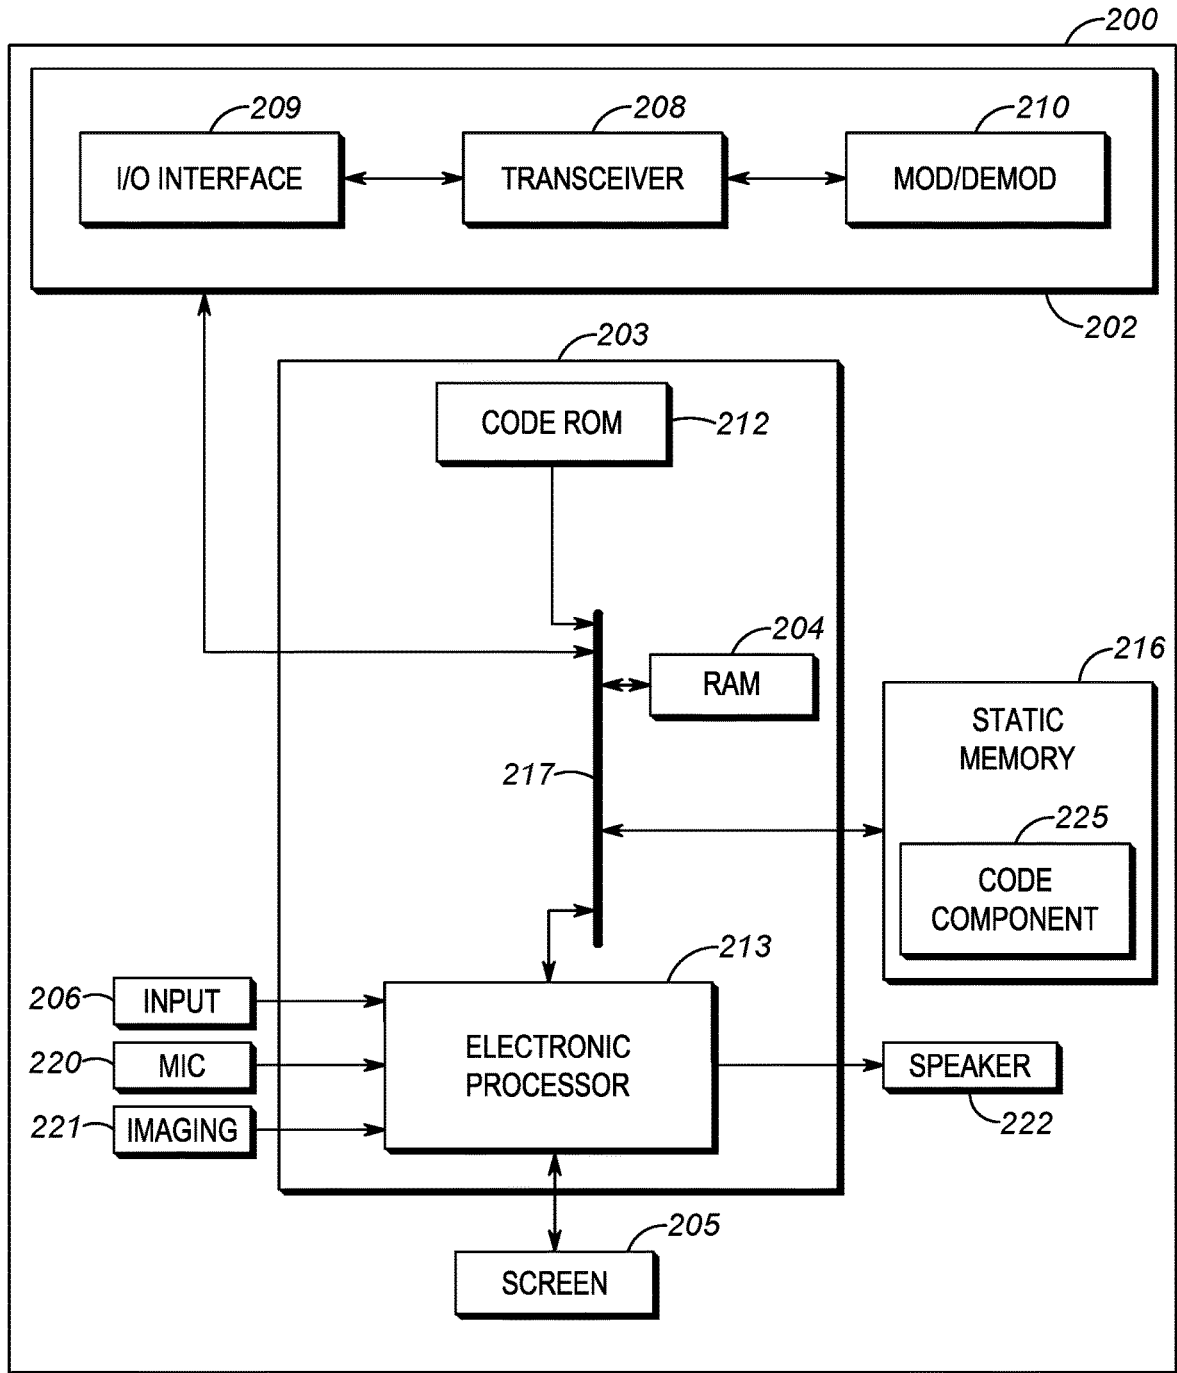 200
209
208
210
I/O INTERFACE
TRANSCEIVER
MOD/DEMOD
202
203
CODE ROM
212
204
RAM
216
STATIC
MEMORY
217
225
CODE
COMPONENT
213
206
INPUT
220
MIC
221
IMAGING
ELECTRONIC
PROCESSOR
SPEAKER
222
205
SCREEN